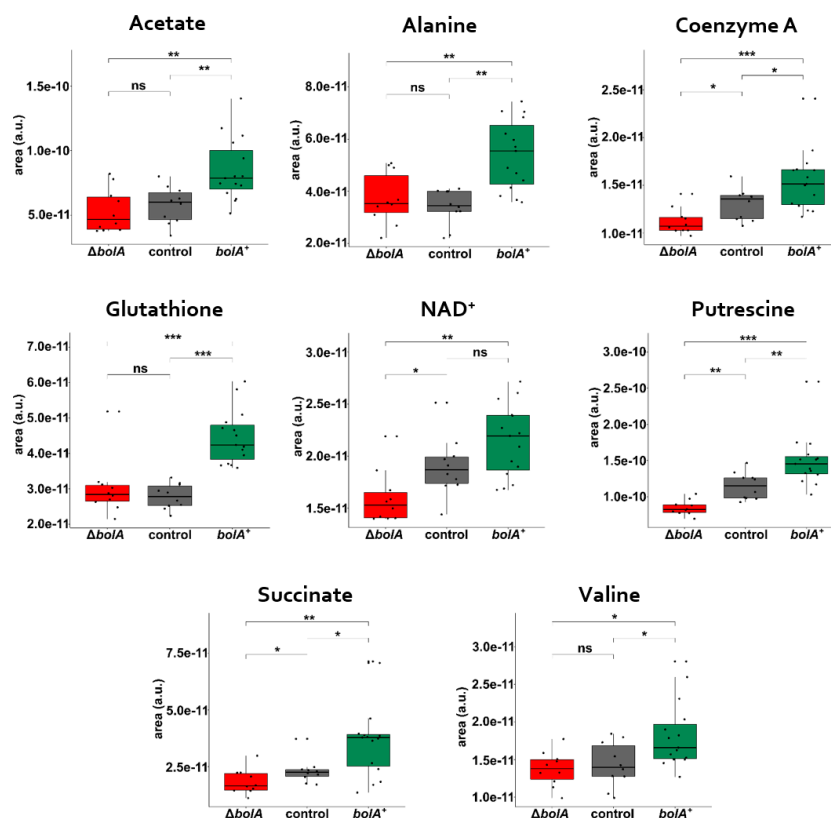 Acetate
**
**
ns
1.5e-10
1.0e-10
5.0e-11
area (a.u.)
ΔbolA control bolA⁺
Alanine
**
**
ns
8.0e-11
6.0e-11
4.0e-11
2.0e-11
area (a.u.)
ΔbolA control bolA⁺
Coenzyme A
***
*
*
2.5e-11
2.0e-11
1.5e-11
1.0e-11
area (a.u.)
ΔbolA control bolA⁺
Glutathione
***
***
ns
7.0e-11
6.0e-11
5.0e-11
4.0e-11
3.0e-11
2.0e-11
area (a.u.)
ΔbolA control bolA⁺
NAD⁺
**
ns
*
3.0e-11
2.5e-11
2.0e-11
1.5e-11
area (a.u.)
ΔbolA control bolA⁺
Putrescine
***
**
**
3.0e-10
2.5e-10
2.0e-10
1.5e-10
1.0e-10
area (a.u.)
ΔbolA control bolA⁺
Succinate
**
*
*
7.5e-11
5.0e-11
2.5e-11
area (a.u.)
ΔbolA control bolA⁺
Valine
*
*
ns
3.0e-11
2.5e-11
2.0e-11
1.5e-11
1.0e-11
area (a.u.)
ΔbolA control bolA⁺